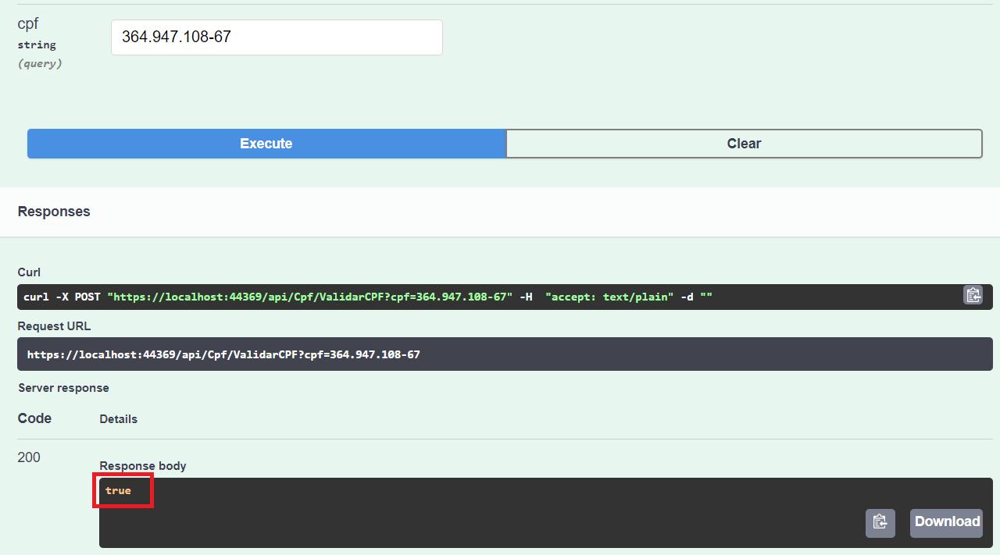 cpf
364.947.108-67
string
(query)
Execute
Clear
Responses
Curl
curl -X POST "https://localhost:44369/api/Cpf/ValidarCPF?cpf=364.947.108-67" -H  "accept: text/plain" -d ""
Request URL
https://localhost:44369/api/Cpf/ValidarCPF?cpf=364.947.108-67
Server response
Code
Details
200
Response body
true
Download